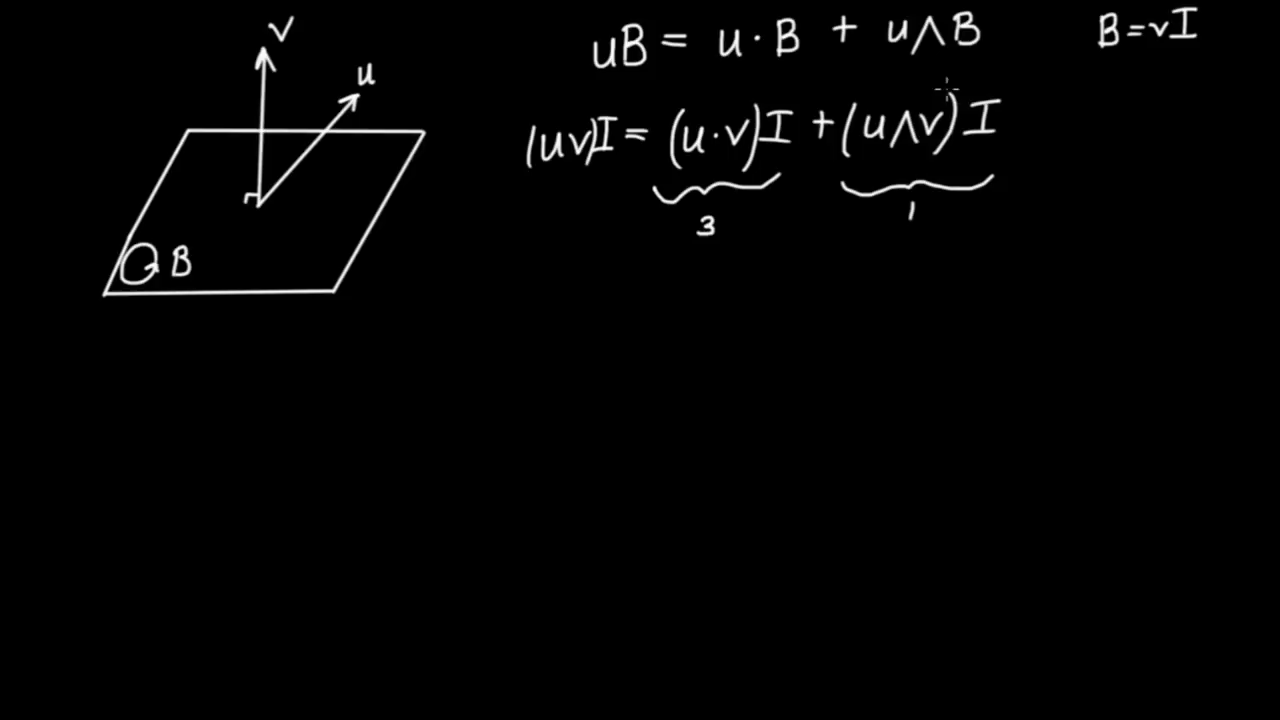 v
u
B
uB = u · B + u ∧ B
B = vI
(uv)I = (u · v)I + (u ∧ v)I
3
1